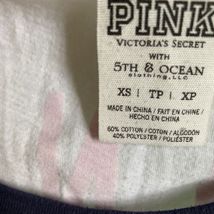 PINK
VICTORIA'S SECRET
WITH
5TH & OCEAN
clothing, LLC
XS | TP | XP
MADE IN CHINA / FAIT EN CHINE /
HECHO EN CHINA
60% COTTON / COTON / ALGODÓN
40% POLYESTER / POLIÉSTER